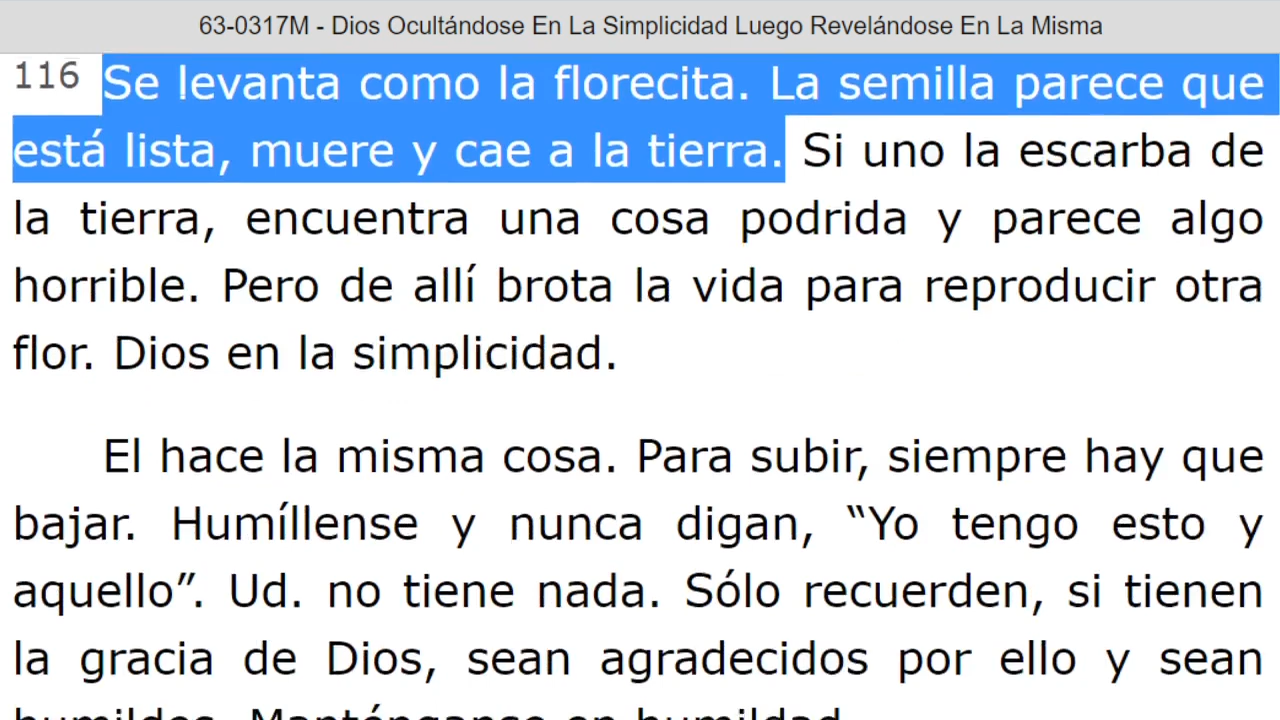 63-0317M - Dios Ocultándose En La Simplicidad Luego Revelándose En La Misma
116 Se levanta como la florecita. La semilla parece que
está lista, muere y cae a la tierra. Si uno la escarba de
la tierra, encuentra una cosa podrida y parece algo
horrible. Pero de allí brota la vida para reproducir otra
flor. Dios en la simplicidad.
El hace la misma cosa. Para subir, siempre hay que
bajar. Humíllense y nunca digan, “Yo tengo esto y
aquello”. Ud. no tiene nada. Sólo recuerden, si tienen
la gracia de Dios, sean agradecidos por ello y sean
humildes. Manténganse en humildad.